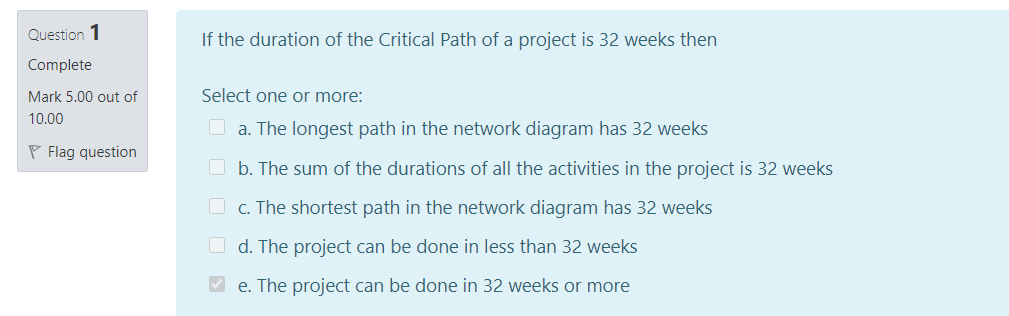 Question 1
Complete
Mark 5.00 out of
10.00
Flag question
If the duration of the Critical Path of a project is 32 weeks then
Select one or more:
a. The longest path in the network diagram has 32 weeks
b. The sum of the durations of all the activities in the project is 32 weeks
c. The shortest path in the network diagram has 32 weeks
d. The project can be done in less than 32 weeks
e. The project can be done in 32 weeks or more